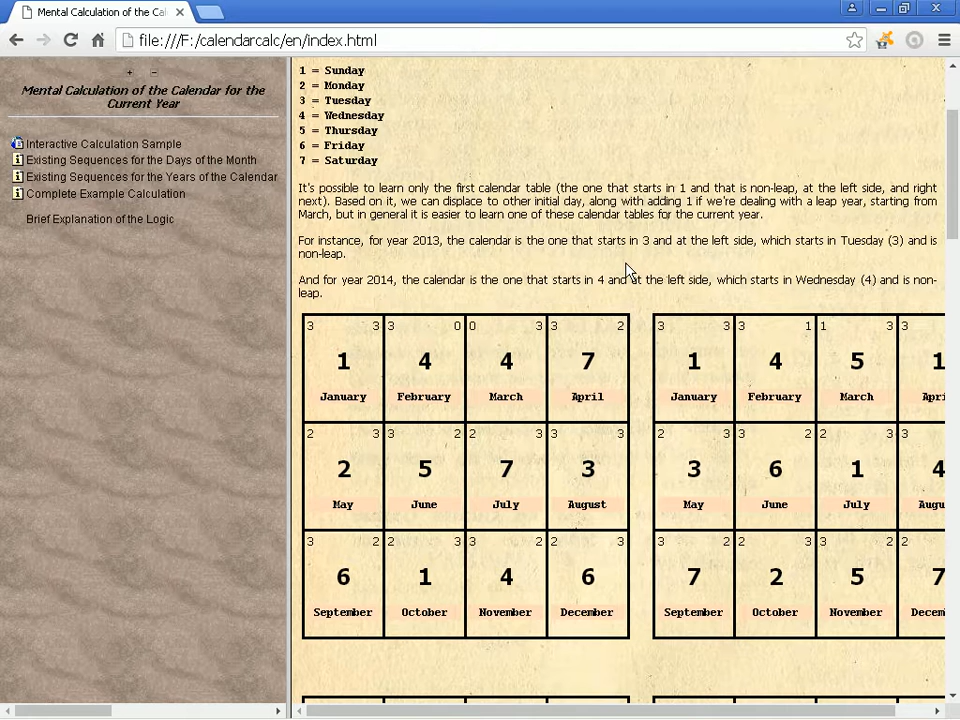 Mental Calculation of the Cal
file:///F:/calendarcalc/en/index.html
+ −
Mental Calculation of the Calendar for the
Current Year
Interactive Calculation Sample
Existing Sequences for the Days of the Month
Existing Sequences for the Years of the Calendar
Complete Example Calculation
Brief Explanation of the Logic
1 = Sunday
2 = Monday
3 = Tuesday
4 = Wednesday
5 = Thursday
6 = Friday
7 = Saturday
It's possible to learn only the first calendar table (the one that starts in 1 and that is non-leap, at the left side, and right
next). Based on it, we can displace to other initial day, along with adding 1 if we're dealing with a leap year, starting from
March, but in general it is easier to learn one of these calendar tables for the current year.
For instance, for year 2013, the calendar is the one that starts in 3 and at the left side, which starts in Tuesday (3) and is
non-leap.
And for year 2014, the calendar is the one that starts in 4 and at the left side, which starts in Wednesday (4) and is non-
leap.
3 3 3 0 0 3 3 2 3 3 3 1 1 3 3
1 4 4 7 1 4 5 1
January February March April January February March Apri
2 3 3 2 2 3 3 3 2 3 3 2 2 3 3
2 5 7 3 3 6 1 4
May June July August May June July Augu
3 2 2 3 3 2 2 3 3 2 2 3 3 2 2
6 1 4 6 7 2 5 7
September October November December September October November Decem